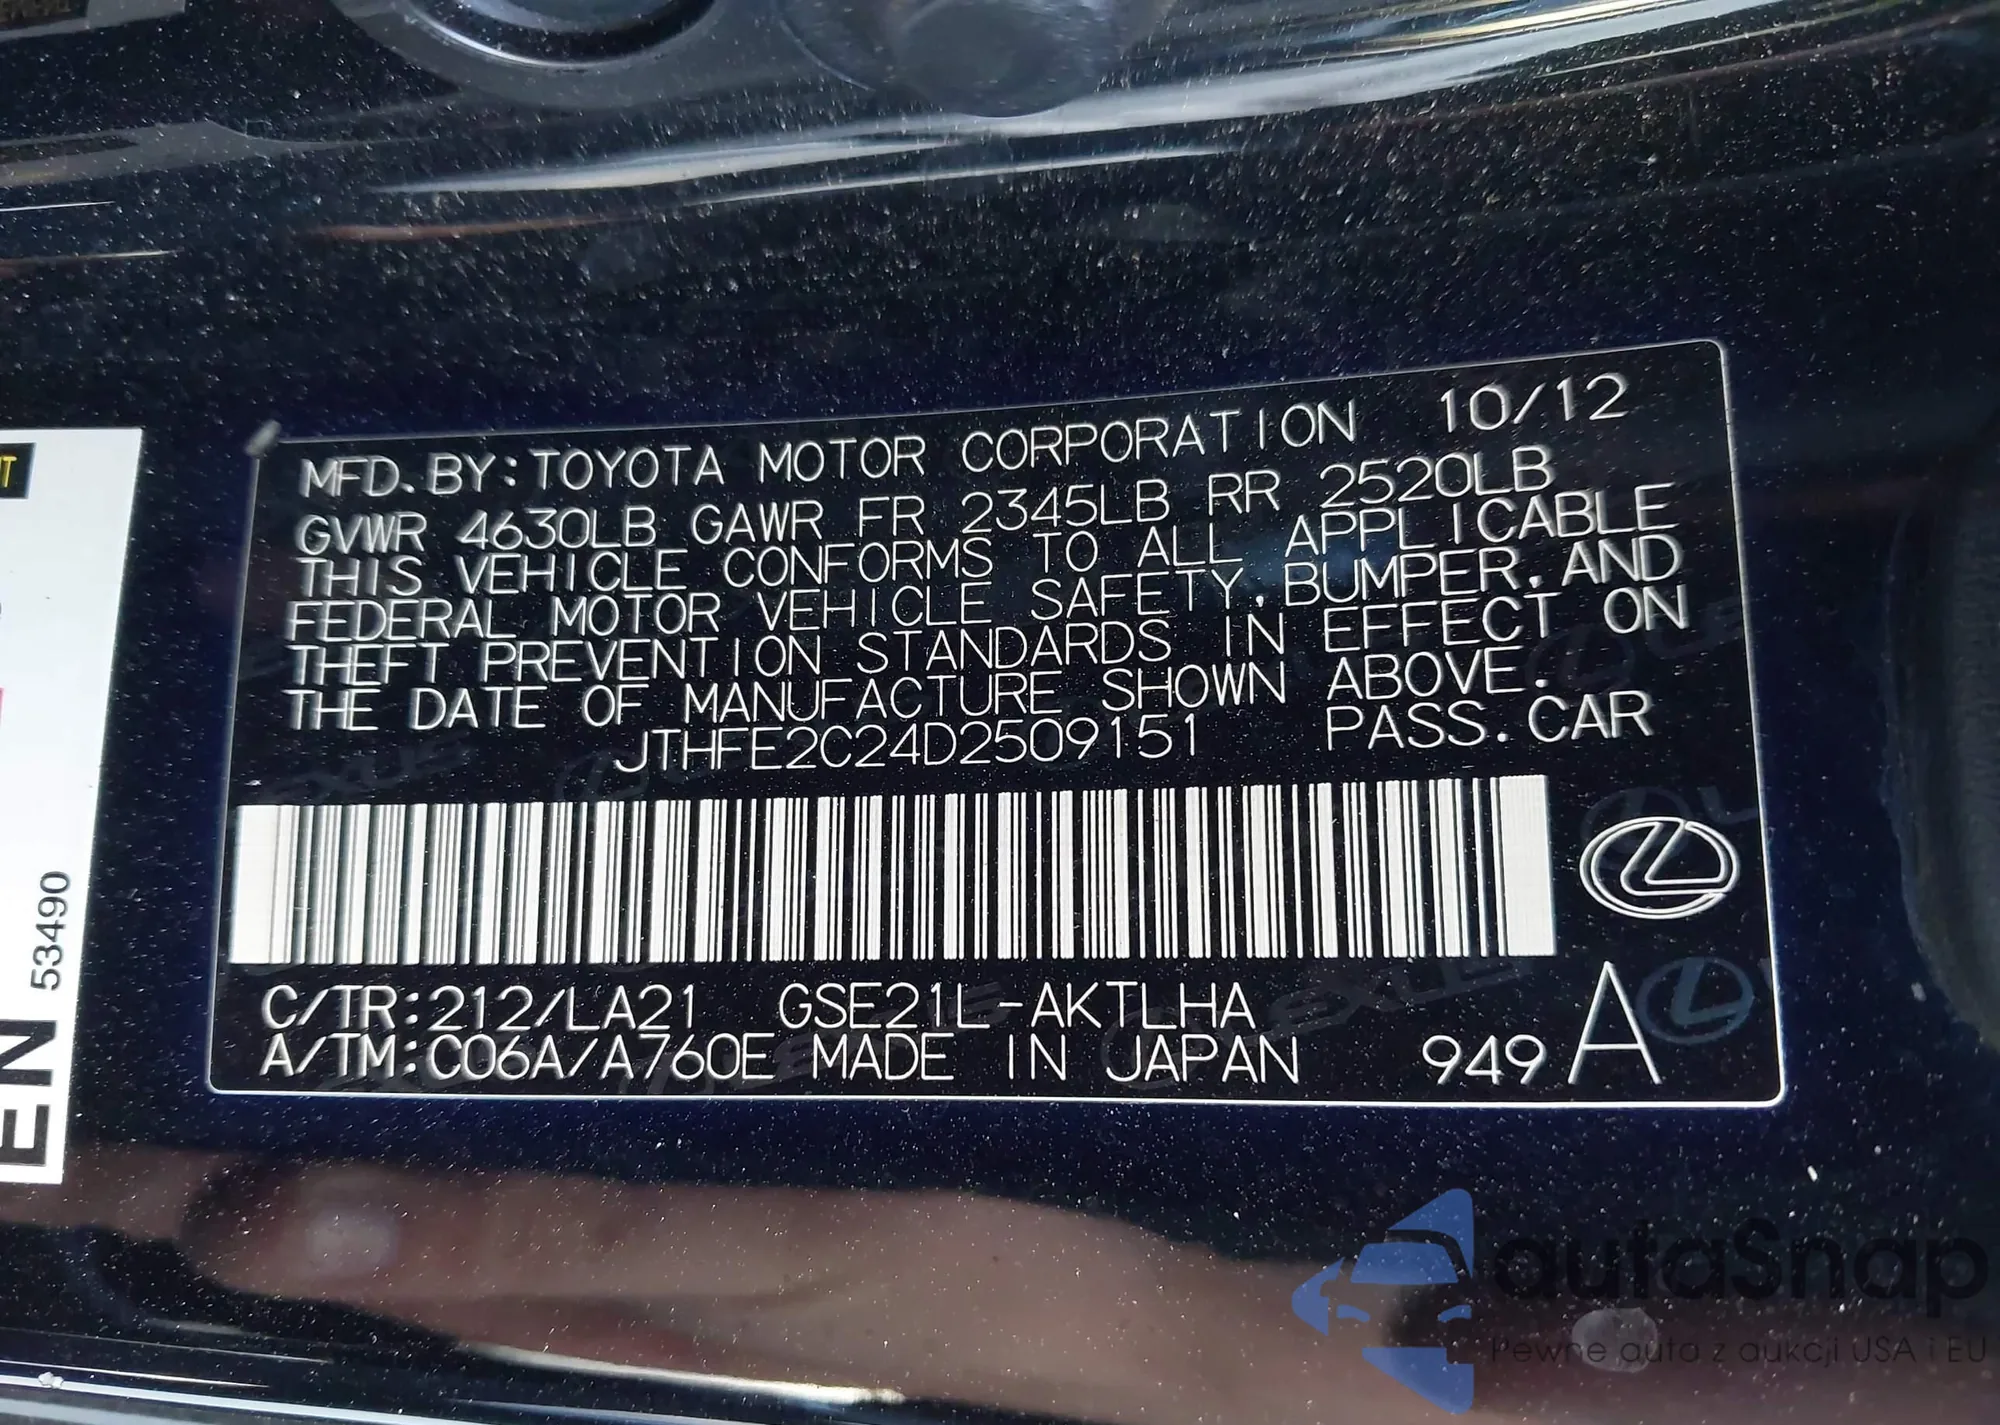 MFD.BY:TOYOTA MOTOR CORPORATION 10/12
GVWR 4630LB GAWR FR 2345LB RR 2520LB
THIS VEHICLE CONFORMS TO ALL APPLICABLE
FEDERAL MOTOR VEHICLE SAFETY, BUMPER, AND
THEFT PREVENTION STANDARDS IN EFFECT ON
THE DATE OF MANUFACTURE SHOWN ABOVE.
JTHFE2C24D2509151 PASS.CAR
C/TR:212/LA21 GSE21L-AKTLHA
A/TM:C06A/A760E MADE IN JAPAN 949 A
53490
EN
autaSnap
Pewne auta z aukcji USA i EU